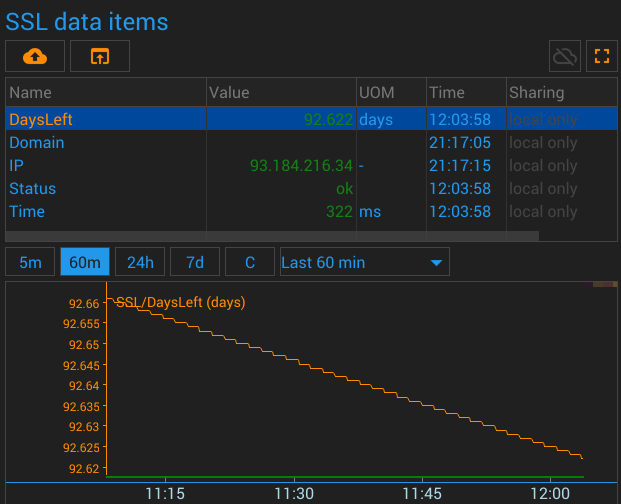 SSL data items
Name Value UOM Time Sharing
DaysLeft 92.622 days 12:03:58 local only
Domain 21:17:05 local only
IP 93.184.216.34 - 21:17:15 local only
Status ok 12:03:58 local only
Time 322 ms 12:03:58 local only
5m 60m 24h 7d C Last 60 min
SSL/DaysLeft (days)
92.66
92.655
92.65
92.645
92.64
92.635
92.63
92.625
92.62
11:15 11:30 11:45 12:00